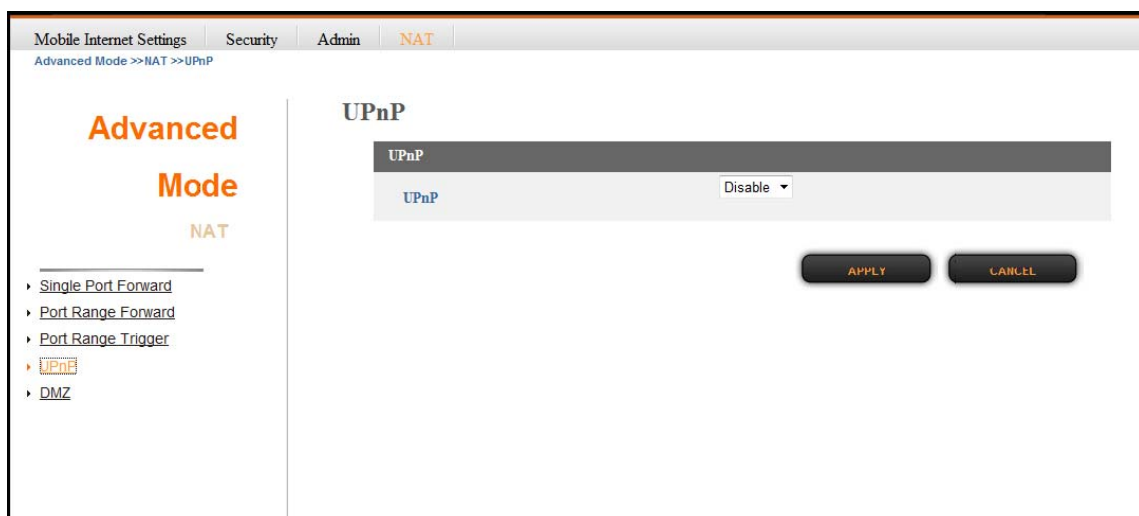 Mobile Internet Settings Security Admin NAT
Advanced Mode >>NAT >>UPnP
Advanced
Mode
NAT
Single Port Forward
Port Range Forward
Port Range Trigger
UPnP
DMZ
UPnP
UPnP
UPnP Disable
APPLY CANCEL